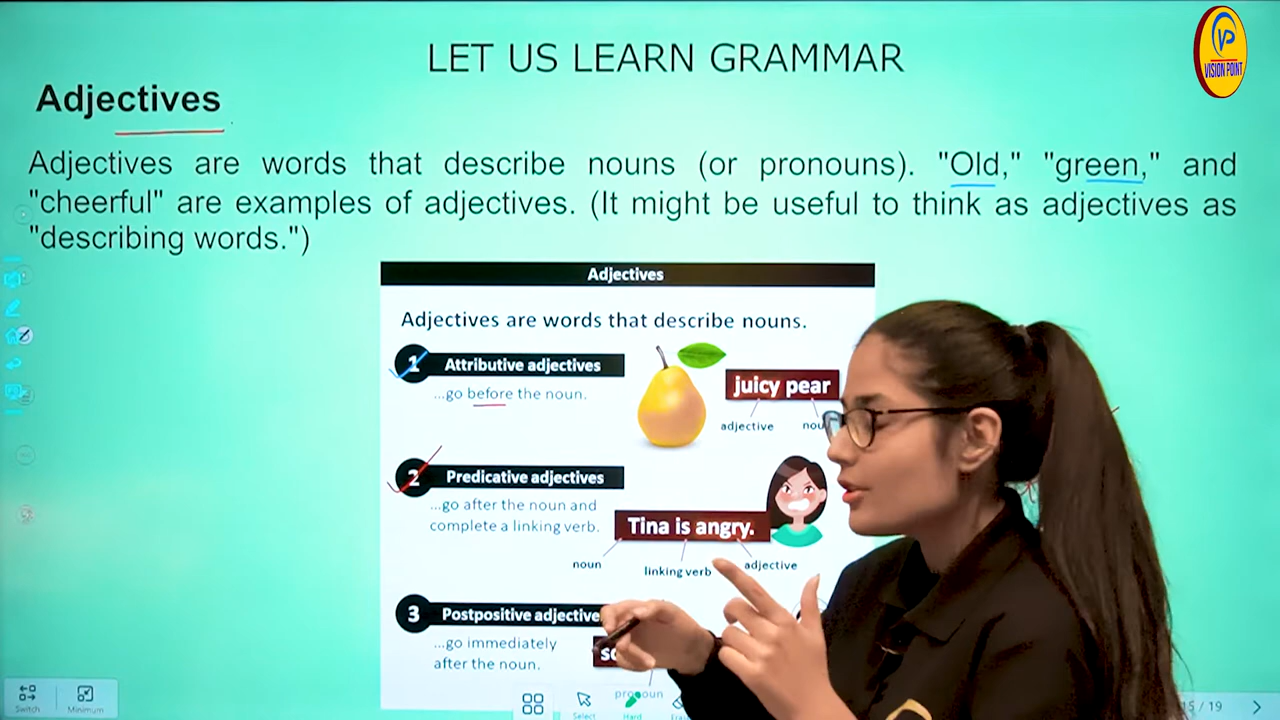 LET US LEARN GRAMMAR
VISION POINT
Adjectives
Adjectives are words that describe nouns (or pronouns). "Old," "green," and
"cheerful" are examples of adjectives. (It might be useful to think as adjectives as
"describing words.")
Adjectives
Adjectives are words that describe nouns.
1 Attributive adjectives
...go before the noun.
juicy pear
adjective
2 Predicative adjectives
...go after the noun and
complete a linking verb.
Tina is angry.
noun
linking verb
adjective
3 Postpositive
...go immediately
after the noun.
Switch
Minimum
Select
Hard
15 / 19